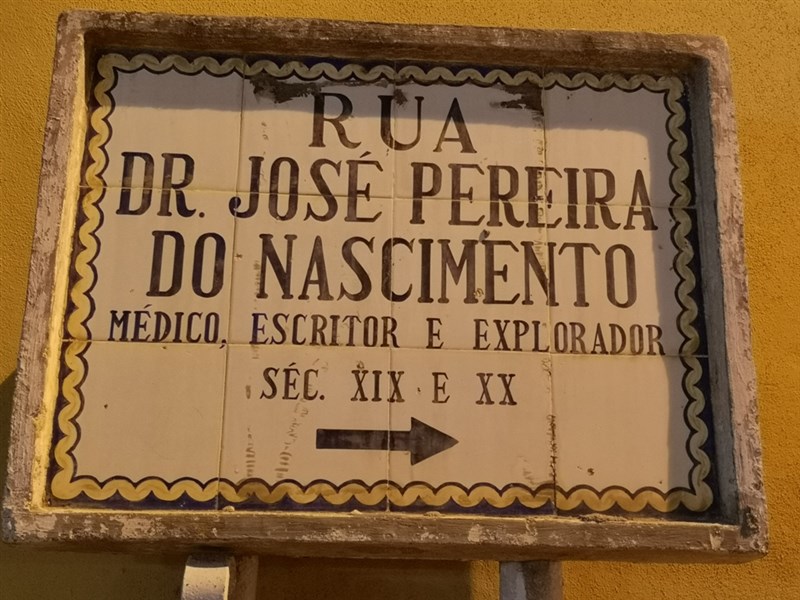 RUA
DR. JOSÉ PEREIRA
DO NASCIMENTO
MÉDICO, ESCRITOR E EXPLORADOR
SÉC. XIX E XX